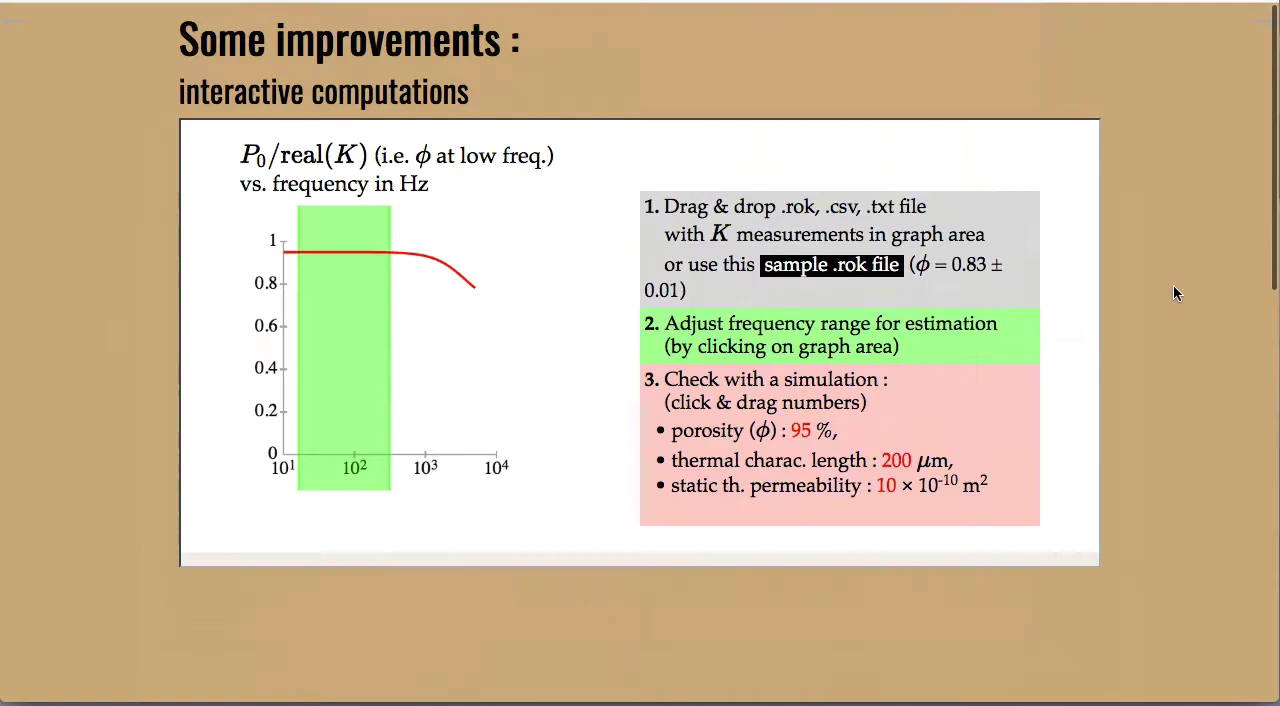 Some improvements :
interactive computations
P₀/real(K) (i.e. ϕ at low freq.)
vs. frequency in Hz
1
0.8
0.6
0.4
0.2
0
10¹ 10² 10³ 10⁴
1. Drag & drop .rok, .csv, .txt file
with K measurements in graph area
or use this sample .rok file (ϕ = 0.83 ±
0.01)
2. Adjust frequency range for estimation
(by clicking on graph area)
3. Check with a simulation :
(click & drag numbers)
• porosity (ϕ) : 95 %,
• thermal charac. length : 200 μm,
• static th. permeability : 10 × 10⁻¹⁰ m²